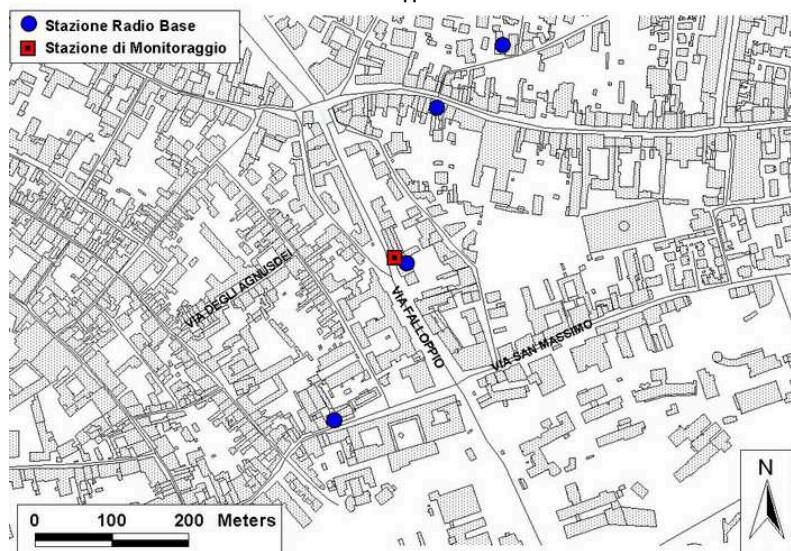 Stazione Radio Base
Stazione di Monitoraggio
VIA DEGLI AGNUSDEI
VIA FALLOPPIO
VIA SAN MASSIMO
N
0 100 200 Meters